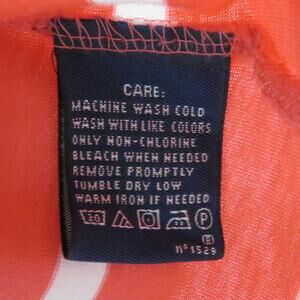 CARE:
MACHINE WASH COLD
WASH WITH LIKE COLORS
ONLY NON-CHLORINE
BLEACH WHEN NEEDED
REMOVE PROMPTLY
TUMBLE DRY LOW
WARM IRON IF NEEDED
30 P
nº 1529